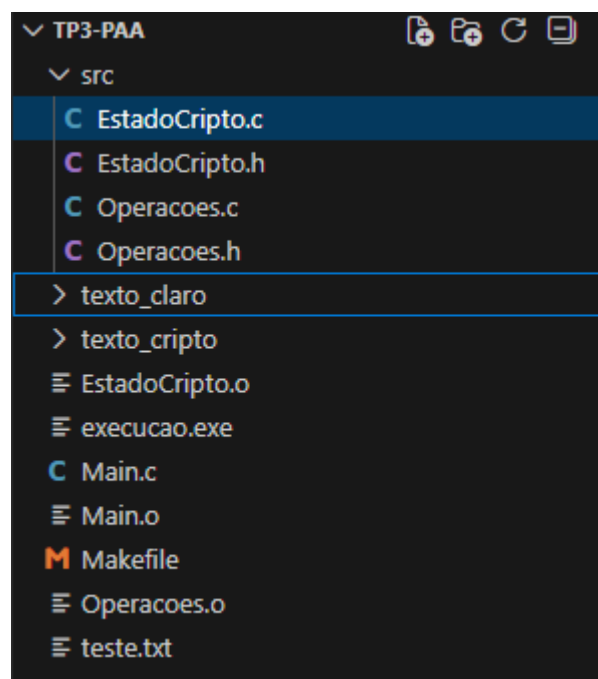 TP3-PAA
src
C EstadoCripto.c
C EstadoCripto.h
C Operacoes.c
C Operacoes.h
texto_claro
texto_cripto
EstadoCripto.o
execucao.exe
C Main.c
Main.o
M Makefile
Operacoes.o
teste.txt